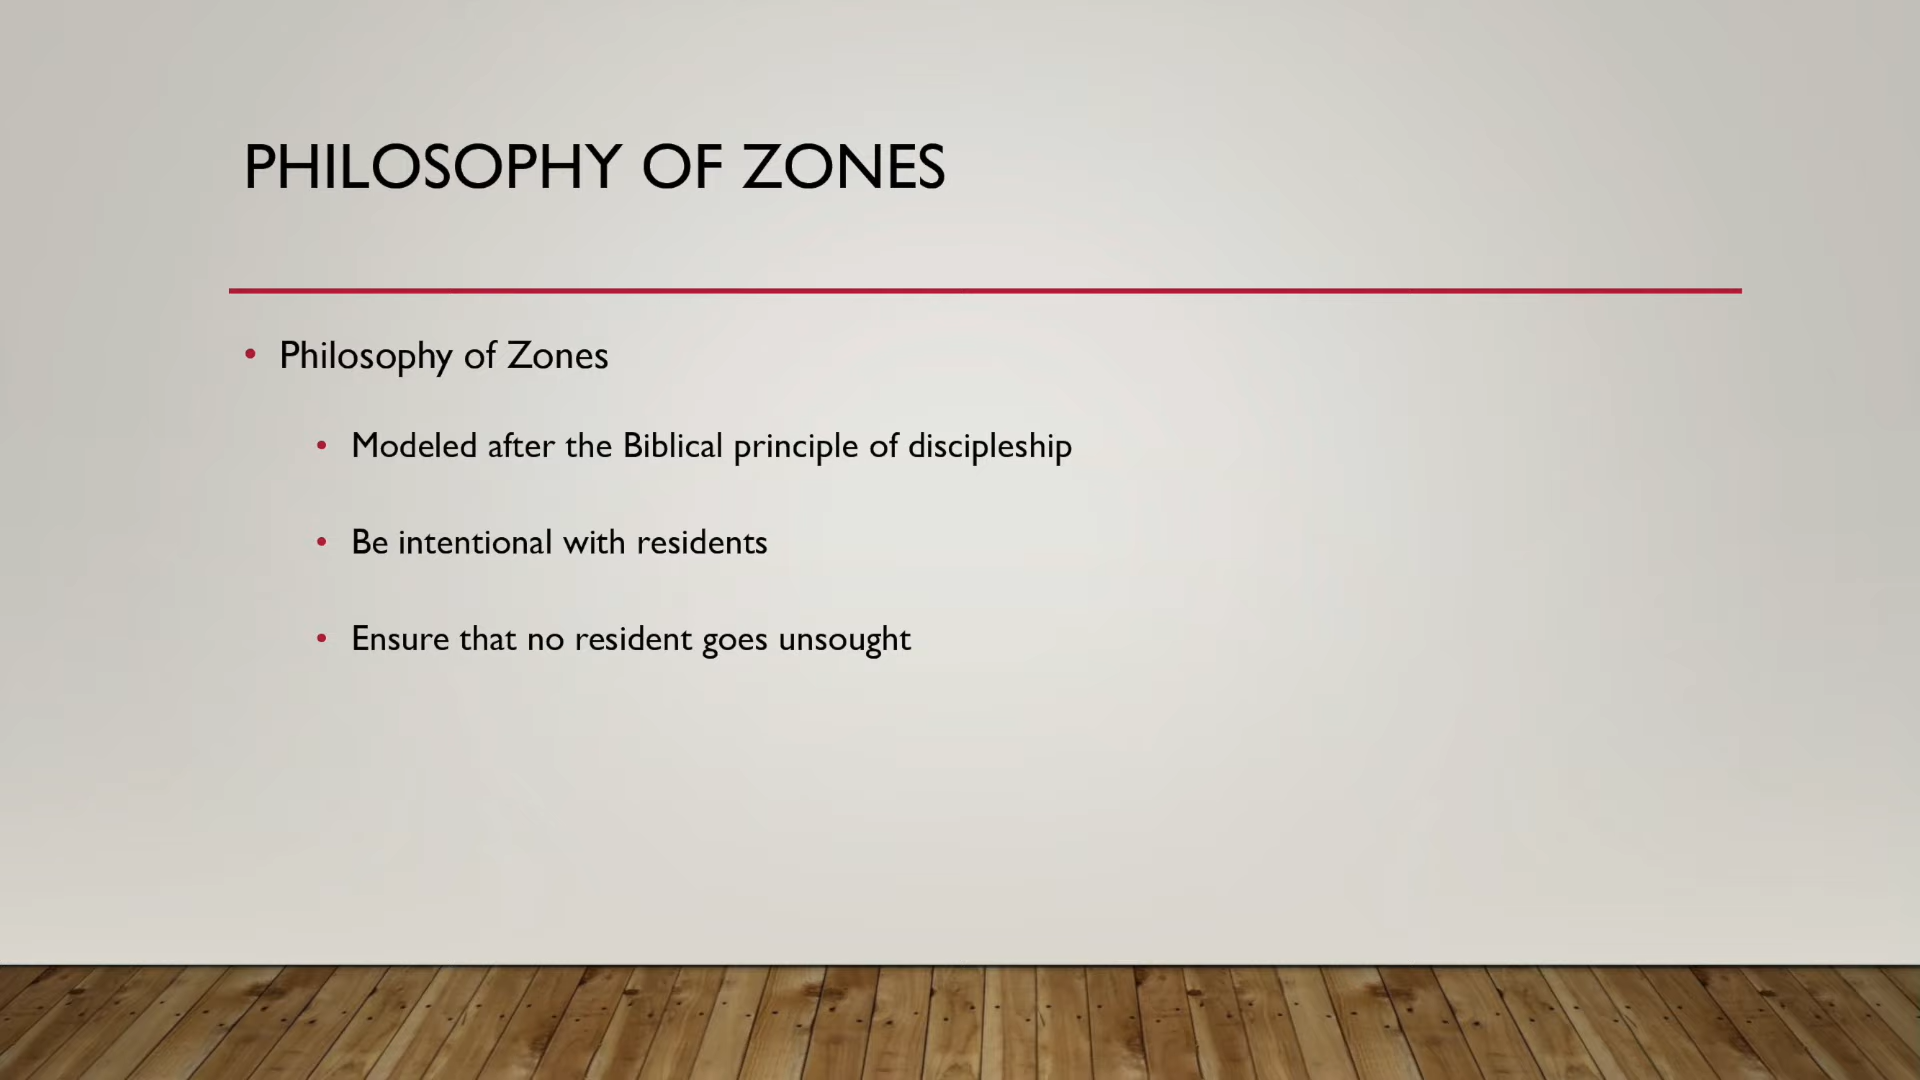 PHILOSOPHY OF ZONES
• Philosophy of Zones
• Modeled after the Biblical principle of discipleship
• Be intentional with residents
• Ensure that no resident goes unsought